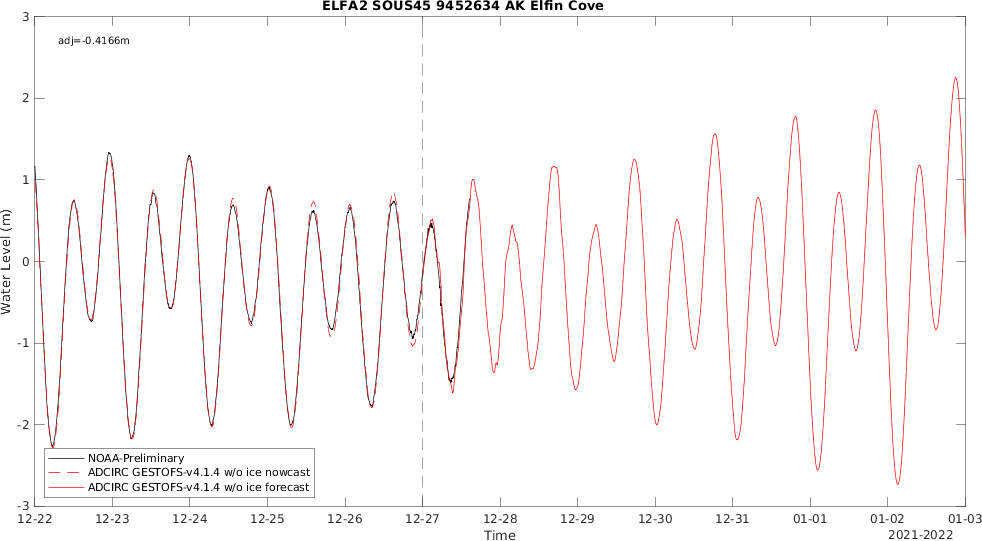 ELFA2 SOUS45 9452634 AK Elfin Cove
adj=-0.4166m
3
2
1
0
-1
-2
-3
Water Level (m)
NOAA-Preliminary
ADCIRC GESTOFS-v4.1.4 w/o ice nowcast
ADCIRC GESTOFS-v4.1.4 w/o ice forecast
12-22 12-23 12-24 12-25 12-26 12-27 12-28 12-29 12-30 12-31 01-01 01-02 01-03
Time
2021-2022